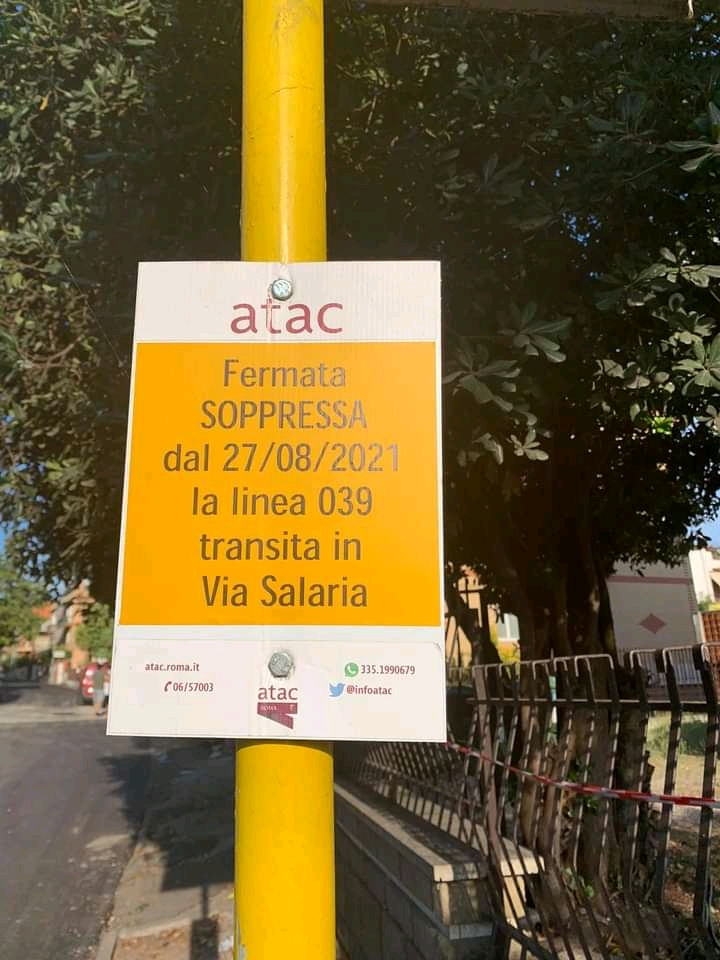 atac
Fermata
SOPPRESSA
dal 27/08/2021
la linea 039
transita in
Via Salaria
atac.roma.it
06/57003
atac
ROMA
335.1990679
@infoatac